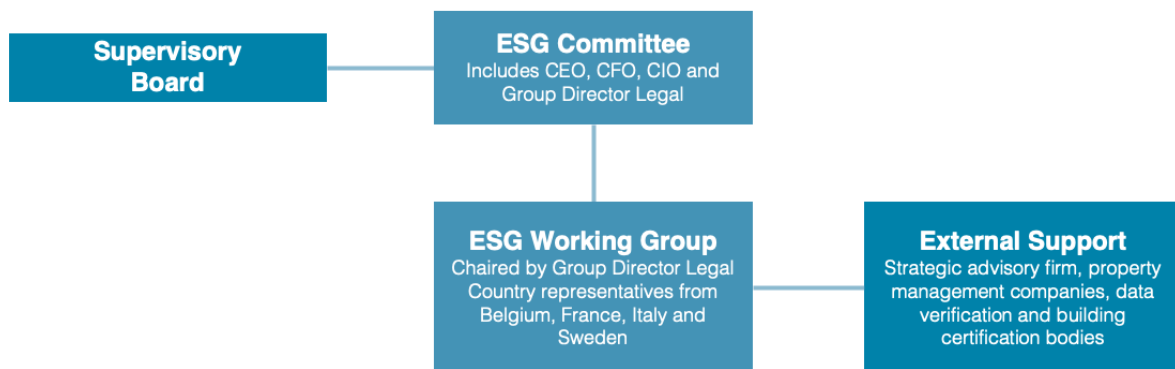 Supervisory
Board
ESG Committee
Includes CEO, CFO, CIO and
Group Director Legal
ESG Working Group
Chaired by Group Director Legal
Country representatives from
Belgium, France, Italy and
Sweden
External Support
Strategic advisory firm, property
management companies, data
verification and building
certification bodies